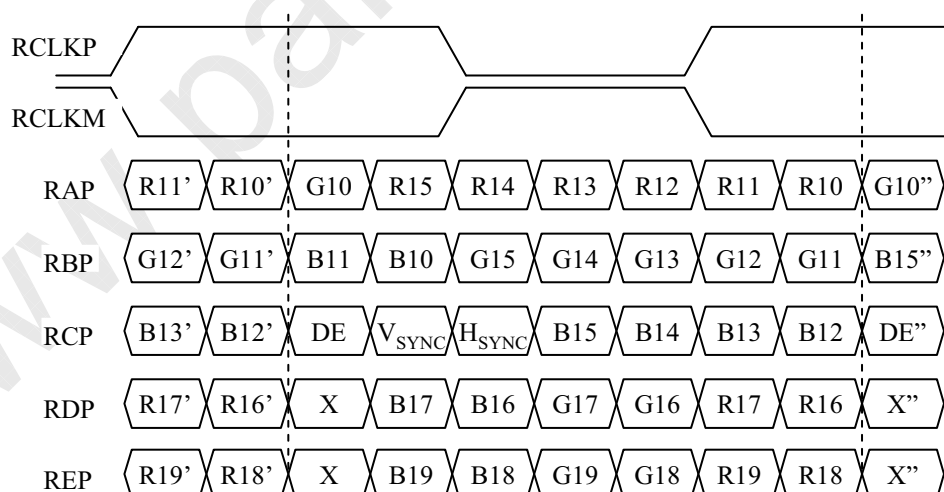 RCLKP
RCLKM
RAP R11’ R10’ G10 R15 R14 R13 R12 R11 R10 G10”
RBP G12’ G11’ B11 B10 G15 G14 G13 G12 G11 B15”
RCP B13’ B12’ DE VSYNC HSYNC B15 B14 B13 B12 DE”
RDP R17’ R16’ X B17 B16 G17 G16 R17 R16 X”
REP R19’ R18’ X B19 B18 G19 G18 R19 R18 X”